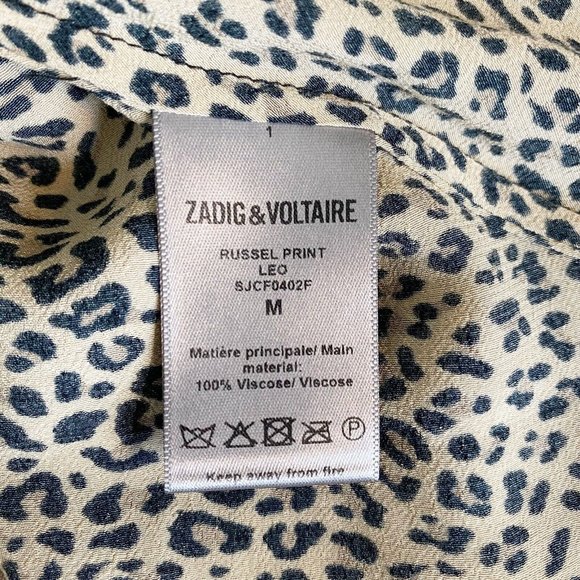 1
ZADIG&VOLTAIRE
RUSSEL PRINT
LEO
SJCF0402F
M
Matière principale/ Main
material:
100% Viscose/ Viscose
P
Keep away from fire